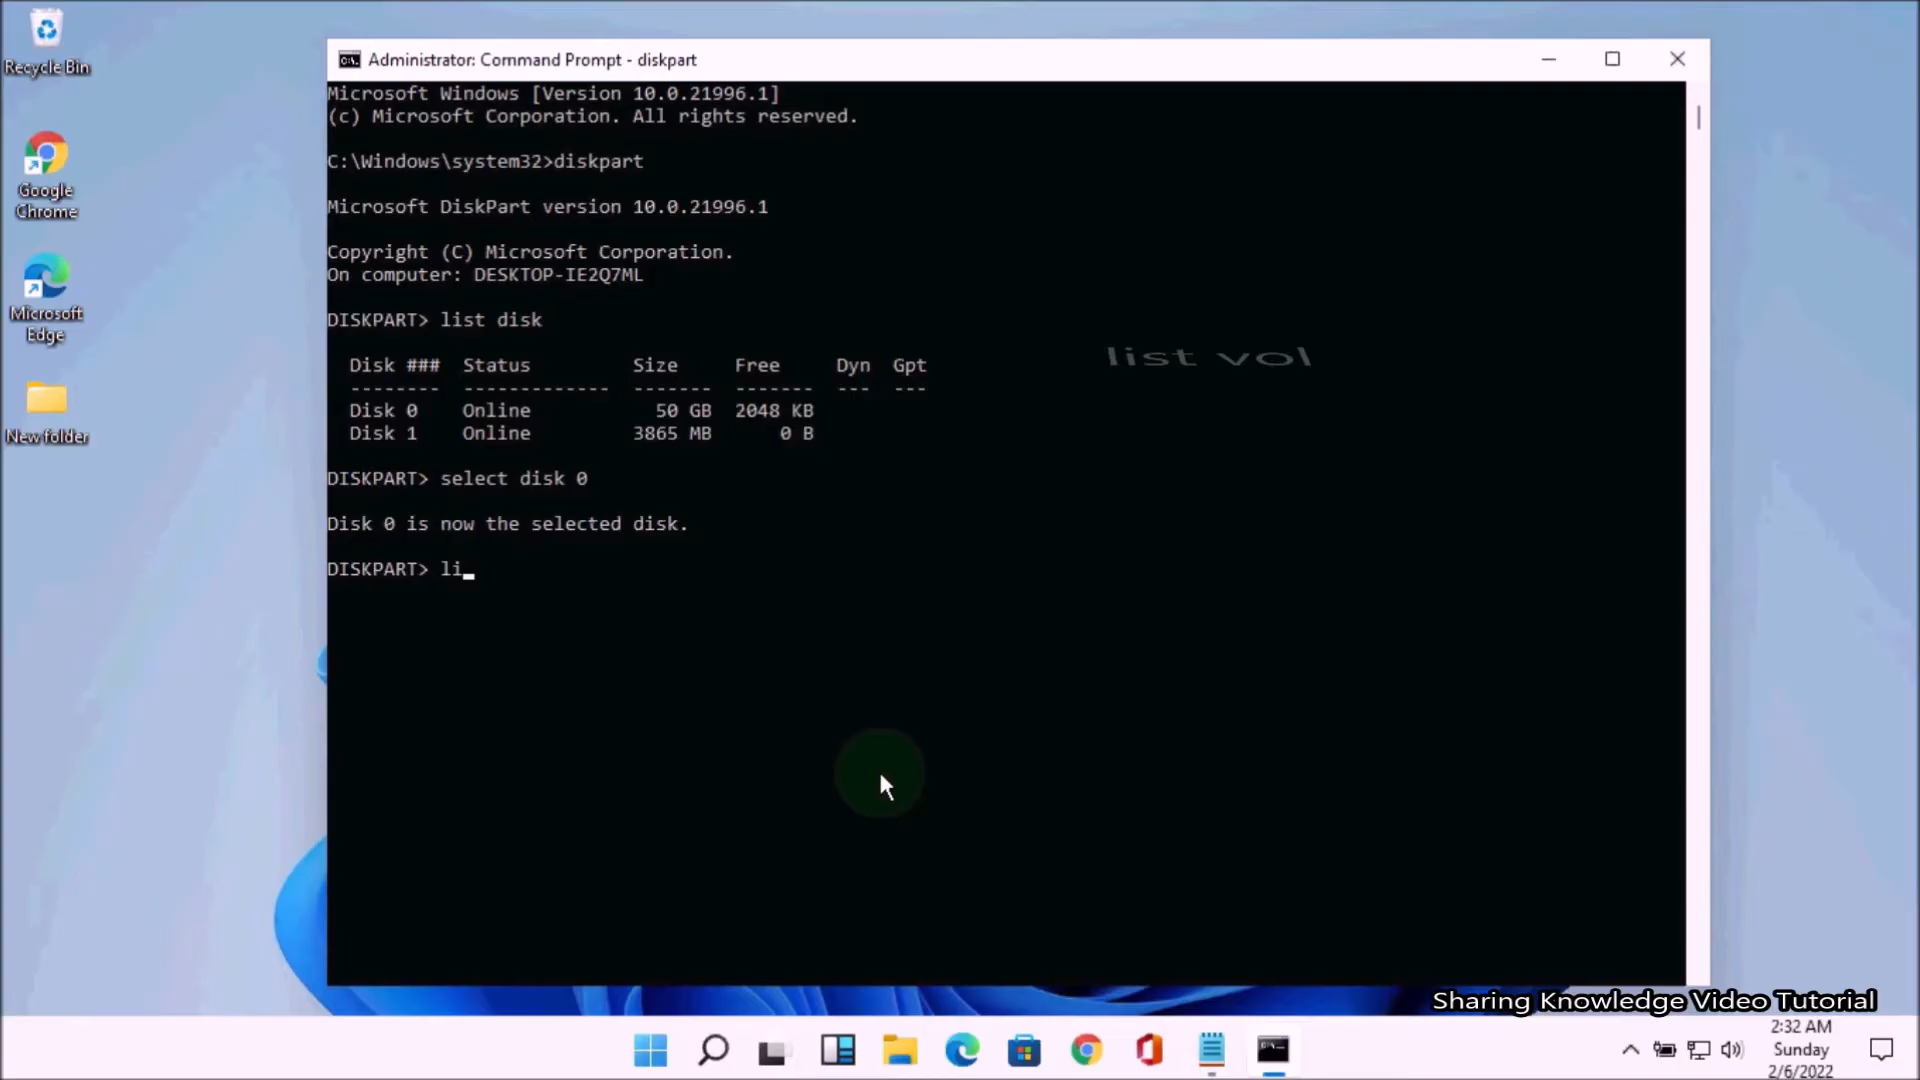 Recycle Bin
Google
Chrome
Microsoft
Edge
New folder
Administrator: Command Prompt - diskpart
Microsoft Windows [Version 10.0.21996.1]
(c) Microsoft Corporation. All rights reserved.
C:\Windows\system32>diskpart
Microsoft DiskPart version 10.0.21996.1
Copyright (C) Microsoft Corporation.
On computer: DESKTOP-IE2Q7ML
DISKPART> list disk
Disk ### Status Size Free Dyn Gpt
-------- ------------- ------- ------- --- ---
Disk 0 Online 50 GB 2048 KB
Disk 1 Online 3865 MB 0 B
list vol
DISKPART> select disk 0
Disk 0 is now the selected disk.
DISKPART> li_
Sharing Knowledge Video Tutorial
2:32 AM
Sunday
2/6/2022